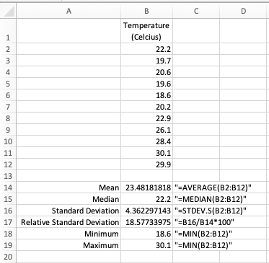 A B C D
Temperature
1 (Celcius)
2 22.2
3 19.7
4 20.6
5 19.6
6 18.6
7 20.2
8 22.9
9 26.1
10 28.4
11 30.1
12 29.9
13
14 Mean 23.48181818 "=AVERAGE(B2:B12)"
15 Median 22.2 "=MEDIAN(B2:B12)"
16 Standard Deviation 4.362297143 "=STDEV.S(B2:B12)"
17 Relative Standard Deviation 18.57733975 "=B16/B14*100"
18 Minimum 18.6 "=MIN(B2:B12)"
19 Maximum 30.1 "=MIN(B2:B12)"
20